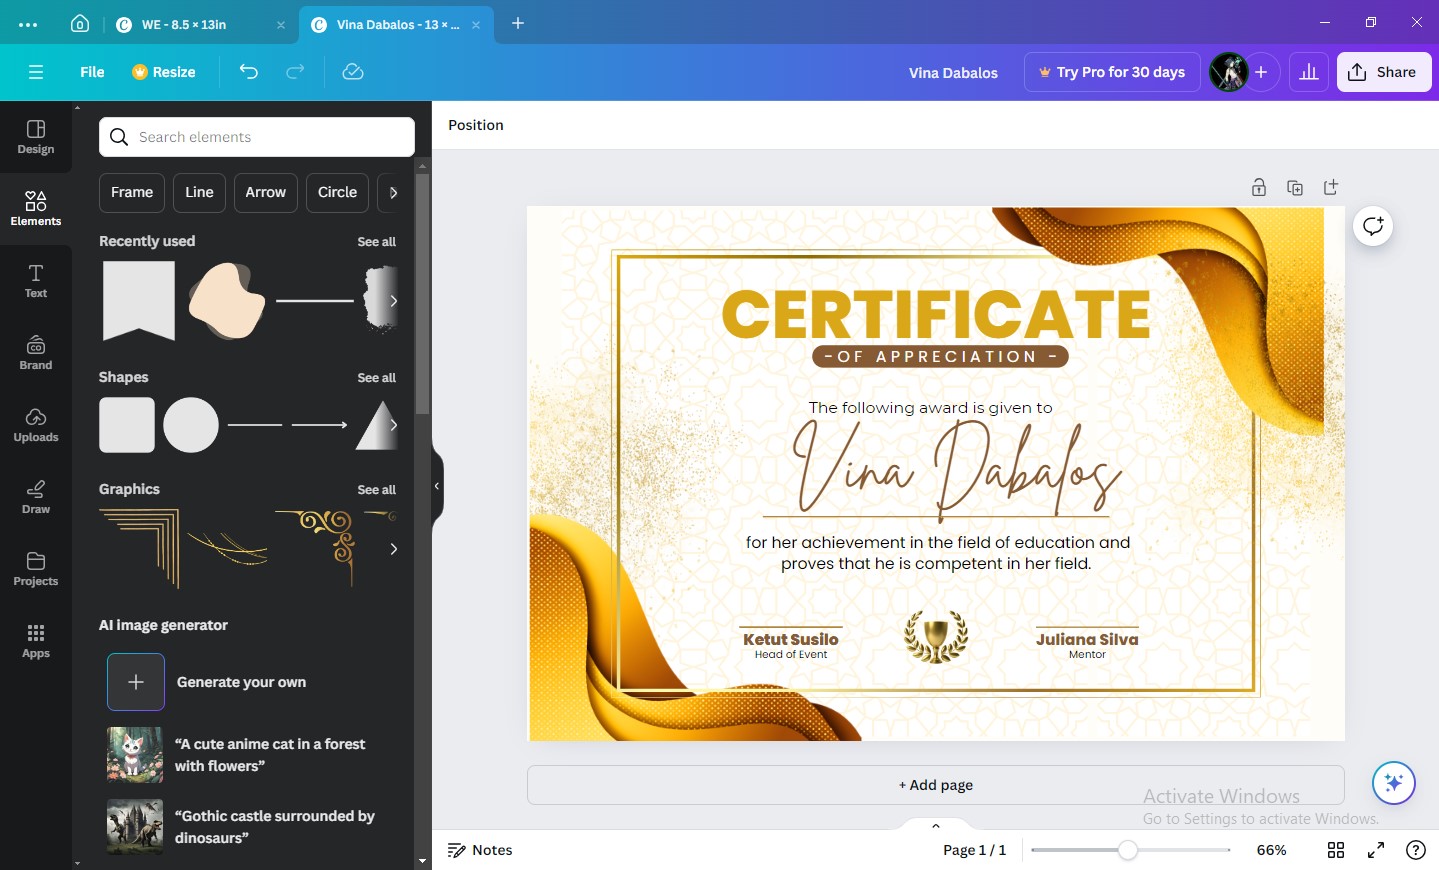 WE - 8.5 × 13in
Vina Dabalos - 13 × ...
File
Resize
Vina Dabalos
Try Pro for 30 days
Share
Design
Elements
Text
Brand
Uploads
Draw
Projects
Apps
Search elements
Frame
Line
Arrow
Circle
Recently used
See all
Shapes
See all
Graphics
See all
AI image generator
Generate your own
“A cute anime cat in a forest
with flowers”
“Gothic castle surrounded by
dinosaurs”
Position
CERTIFICATE
-OF APPRECIATION -
The following award is given to
Vina Dabalos
for her achievement in the field of education and
proves that he is competent in her field.
Ketut Susilo
Head of Event
Juliana Silva
Mentor
+ Add page
Activate Windows
Go to Settings to activate Windows.
Notes
Page 1 / 1
66%